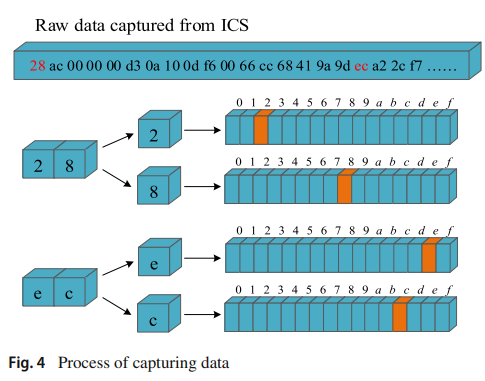 Raw data captured from ICS
28 ac 00 00 00 d3 0a 10 0d f6 00 66 cc 68 41 9a 9d ec a2 2c f7 ……
0 1 2 3 4 5 6 7 8 9 a b c d e f
2 8
2
0 1 2 3 4 5 6 7 8 9 a b c d e f
8
0 1 2 3 4 5 6 7 8 9 a b c d e f
e
e c
0 1 2 3 4 5 6 7 8 9 a b c d e f
c
Fig. 4 Process of capturing data